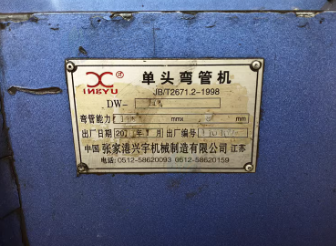 INGYU
单头弯管机
JB/T2671.2-1998
DW-
弯管能力 mm×
出厂日期 20 年 月 出厂编号
中国 张家港兴宇机械制造有限公司 江苏
电话:0512-58620093 0512-58620159